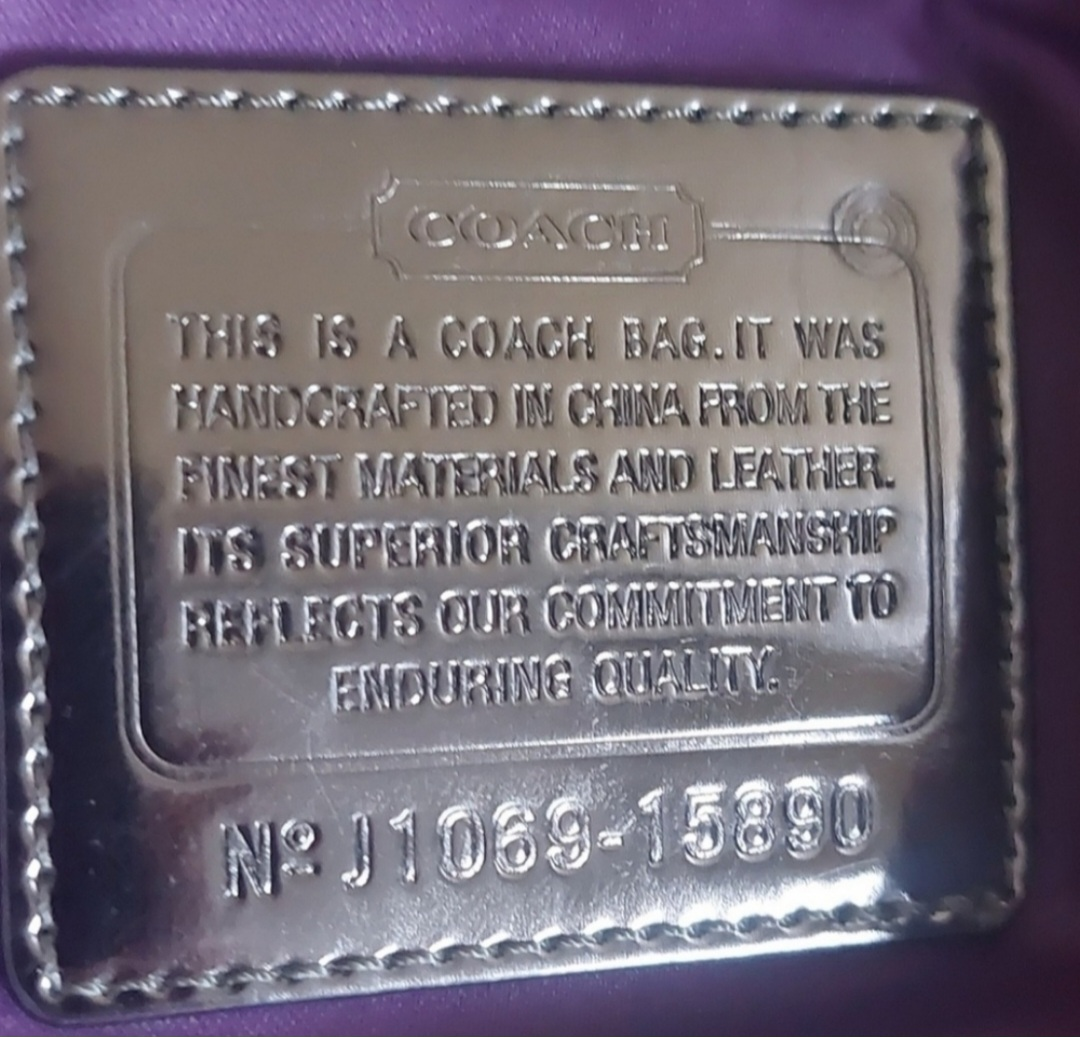 COACH
THIS IS A COACH BAG. IT WAS
HANDCRAFTED IN CHINA FROM THE
FINEST MATERIALS AND LEATHER.
ITS SUPERIOR CRAFTSMANSHIP
REFLECTS OUR COMMITMENT TO
ENDURING QUALITY.
Nº J1069-15890